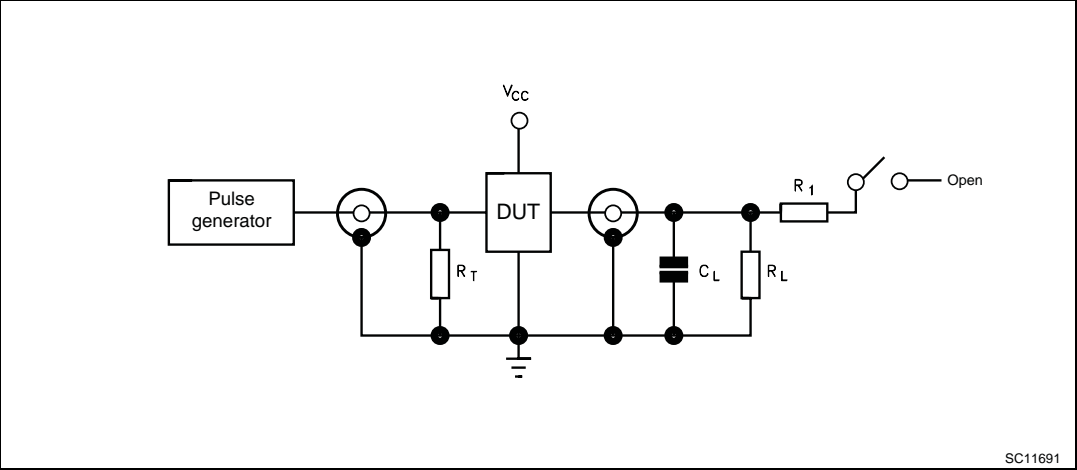 VCC
Pulse
generator
DUT
RT
CL
RL
R1
Open
SC11691